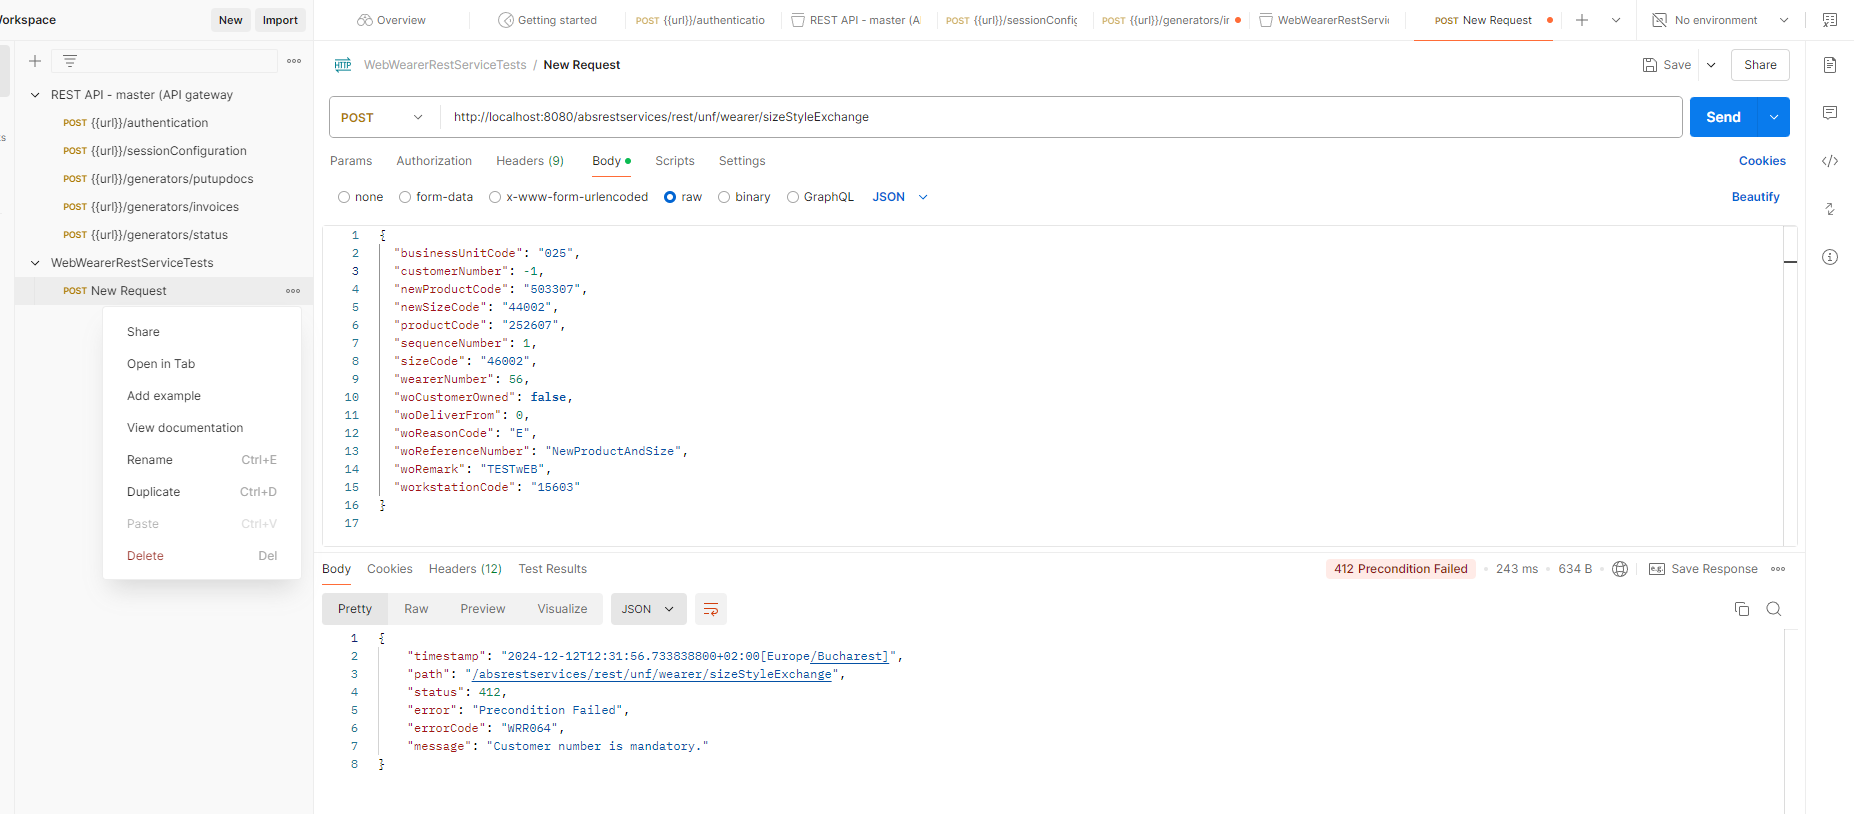 Workspace
New
Import
Overview
Getting started
POST {{url}}/authenticatio
REST API - master (A
POST {{url}}/sessionConfig
POST {{url}}/generators/ir
WebWearerRestServic
POST New Request
No environment
REST API - master (API gateway
POST {{url}}/authentication
POST {{url}}/sessionConfiguration
POST {{url}}/generators/putupdocs
POST {{url}}/generators/invoices
POST {{url}}/generators/status
WebWearerRestServiceTests
POST New Request
Share
Open in Tab
Add example
View documentation
Rename Ctrl+E
Duplicate Ctrl+D
Paste Ctrl+V
Delete Del
HTTP WebWearerRestServiceTests / New Request
Save
Share
POST http://localhost:8080/absrestservices/rest/unf/wearer/sizeStyleExchange
Send
Params Authorization Headers (9) Body Scripts Settings
Cookies
none form-data x-www-form-urlencoded raw binary GraphQL JSON
Beautify
1 {
2 "businessUnitCode": "025",
3 "customerNumber": -1,
4 "newProductCode": "503307",
5 "newSizeCode": "44002",
6 "productCode": "252607",
7 "sequenceNumber": 1,
8 "sizeCode": "46002",
9 "wearerNumber": 56,
10 "woCustomerOwned": false,
11 "woDeliverFrom": 0,
12 "woReasonCode": "E",
13 "woReferenceNumber": "NewProductAndSize",
14 "woRemark": "TESTwEB",
15 "workstationCode": "15603"
16 }
17
Body Cookies Headers (12) Test Results
412 Precondition Failed 243 ms 634 B e.g. Save Response
Pretty Raw Preview Visualize JSON
1 {
2 "timestamp": "2024-12-12T12:31:56.733838800+02:00[Europe/Bucharest]",
3 "path": "/absrestservices/rest/unf/wearer/sizeStyleExchange",
4 "status": 412,
5 "error": "Precondition Failed",
6 "errorCode": "WRR064",
7 "message": "Customer number is mandatory."
8 }